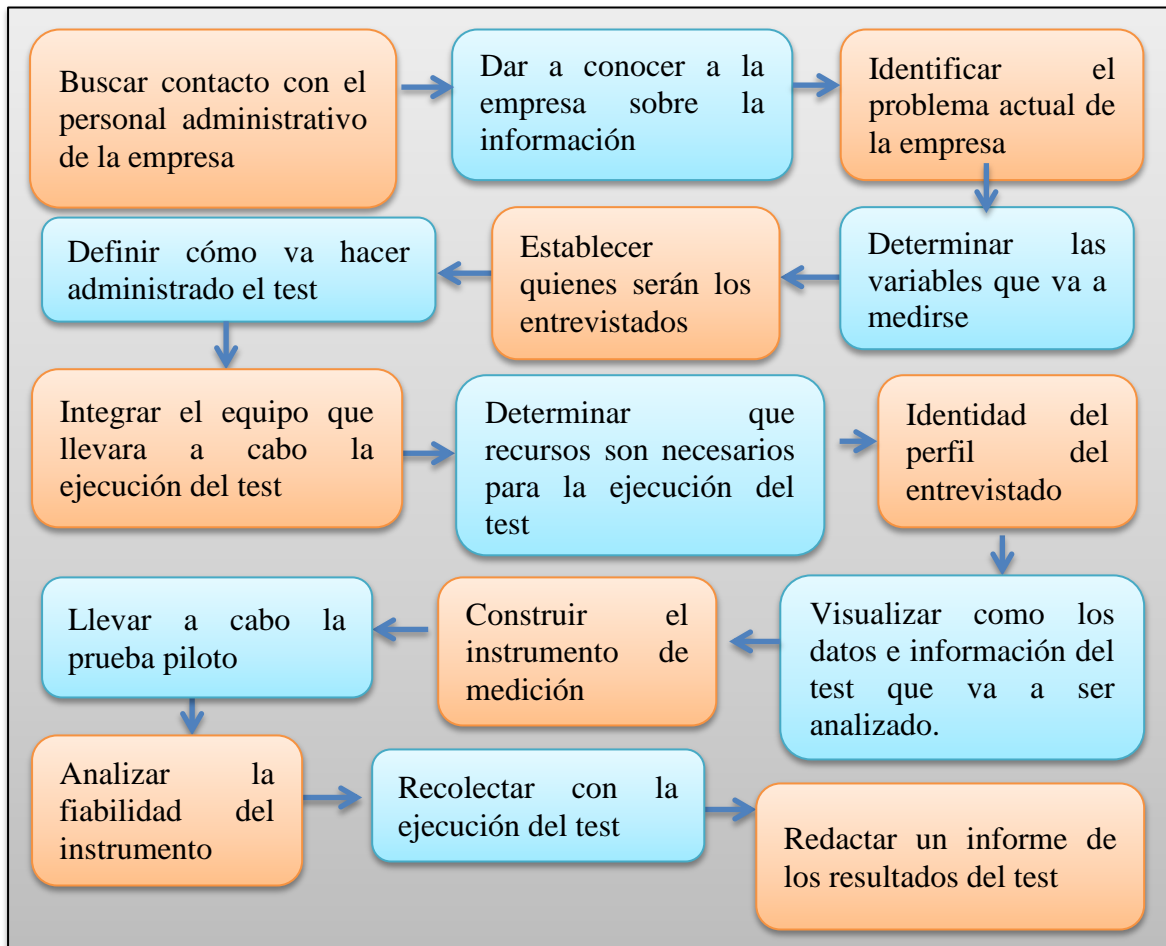 Buscar contacto con el
personal administrativo
de la empresa
Dar a conocer a la
empresa sobre la
información
Identificar el
problema actual de
la empresa
Determinar las
variables que va a
medirse
Establecer
quienes serán los
entrevistados
Definir cómo va hacer
administrado el test
Integrar el equipo que
llevara a cabo la
ejecución del test
Determinar que
recursos son necesarios
para la ejecución del
test
Identidad del
perfil del
entrevistado
Visualizar como los
datos e información del
test que va a ser
analizado.
Construir el
instrumento de
medición
Llevar a cabo la
prueba piloto
Analizar la
fiabilidad del
instrumento
Recolectar con la
ejecución del test
Redactar un informe de
los resultados del test